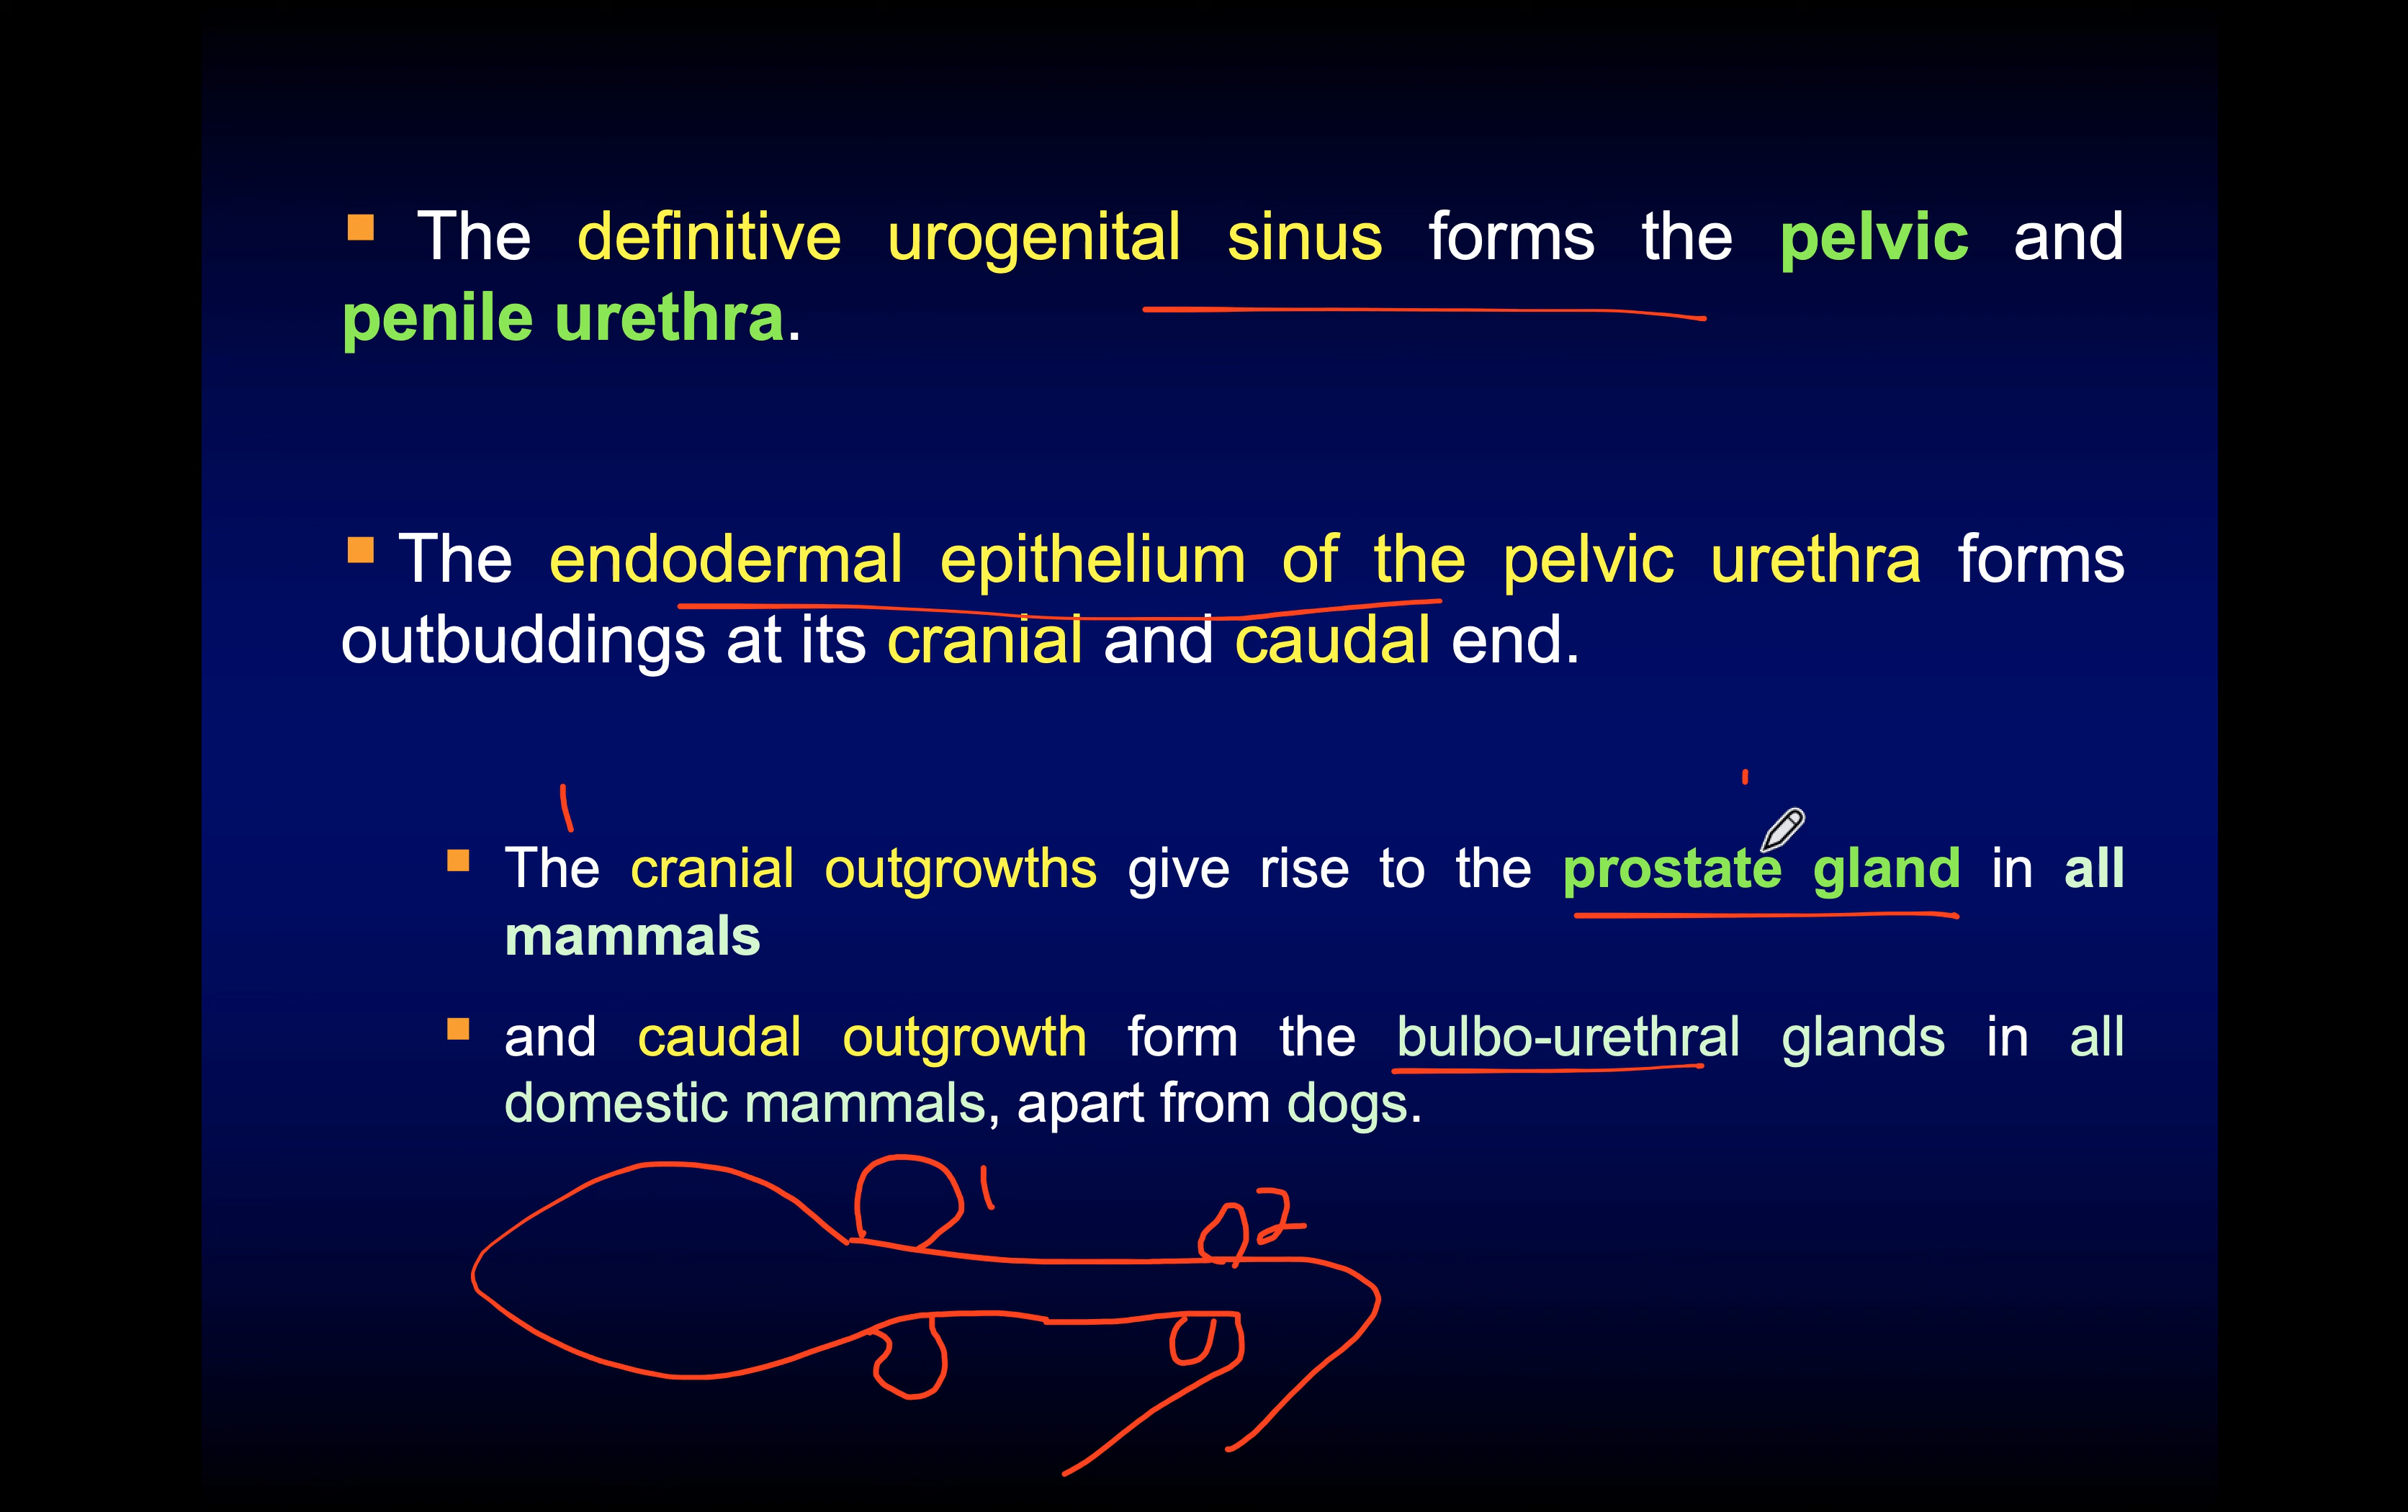 The definitive urogenital sinus forms the pelvic and
penile urethra.
The endodermal epithelium of the pelvic urethra forms
outbuddings at its cranial and caudal end.
The cranial outgrowths give rise to the prostate gland in all
mammals
and caudal outgrowth form the bulbo-urethral glands in all
domestic mammals, apart from dogs.
1
2